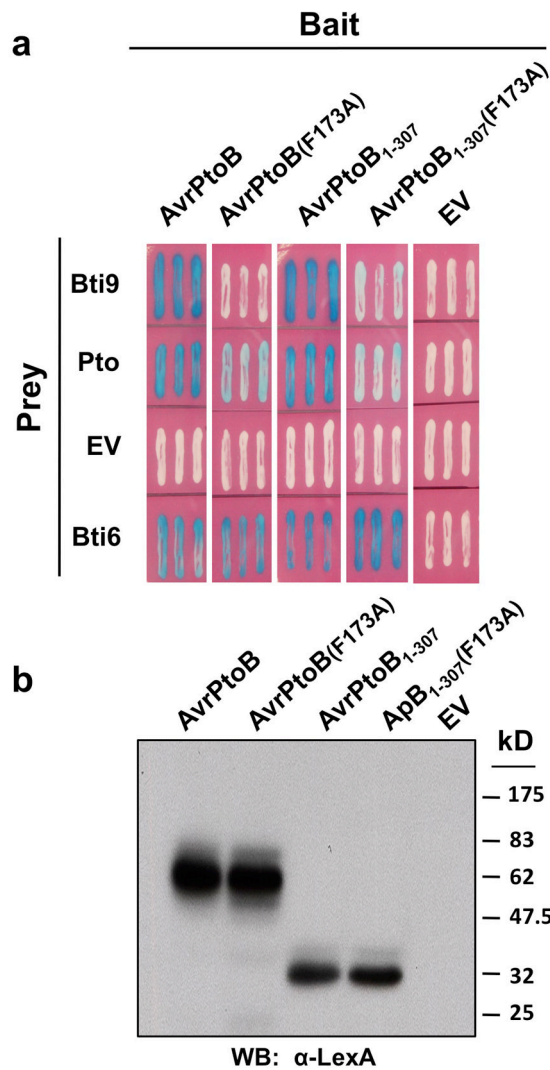 Bait
a
AvrPtoB
AvrPtoB(F173A)
AvrPtoB1-307
AvrPtoB1-307(F173A)
EV
Prey
Bti9
Pto
EV
Bti6
b
AvrPtoB
AvrPtoB(F173A)
AvrPtoB1-307
ApB1-307(F173A)
EV
kD
175
83
62
47.5
32
25
WB: α-LexA